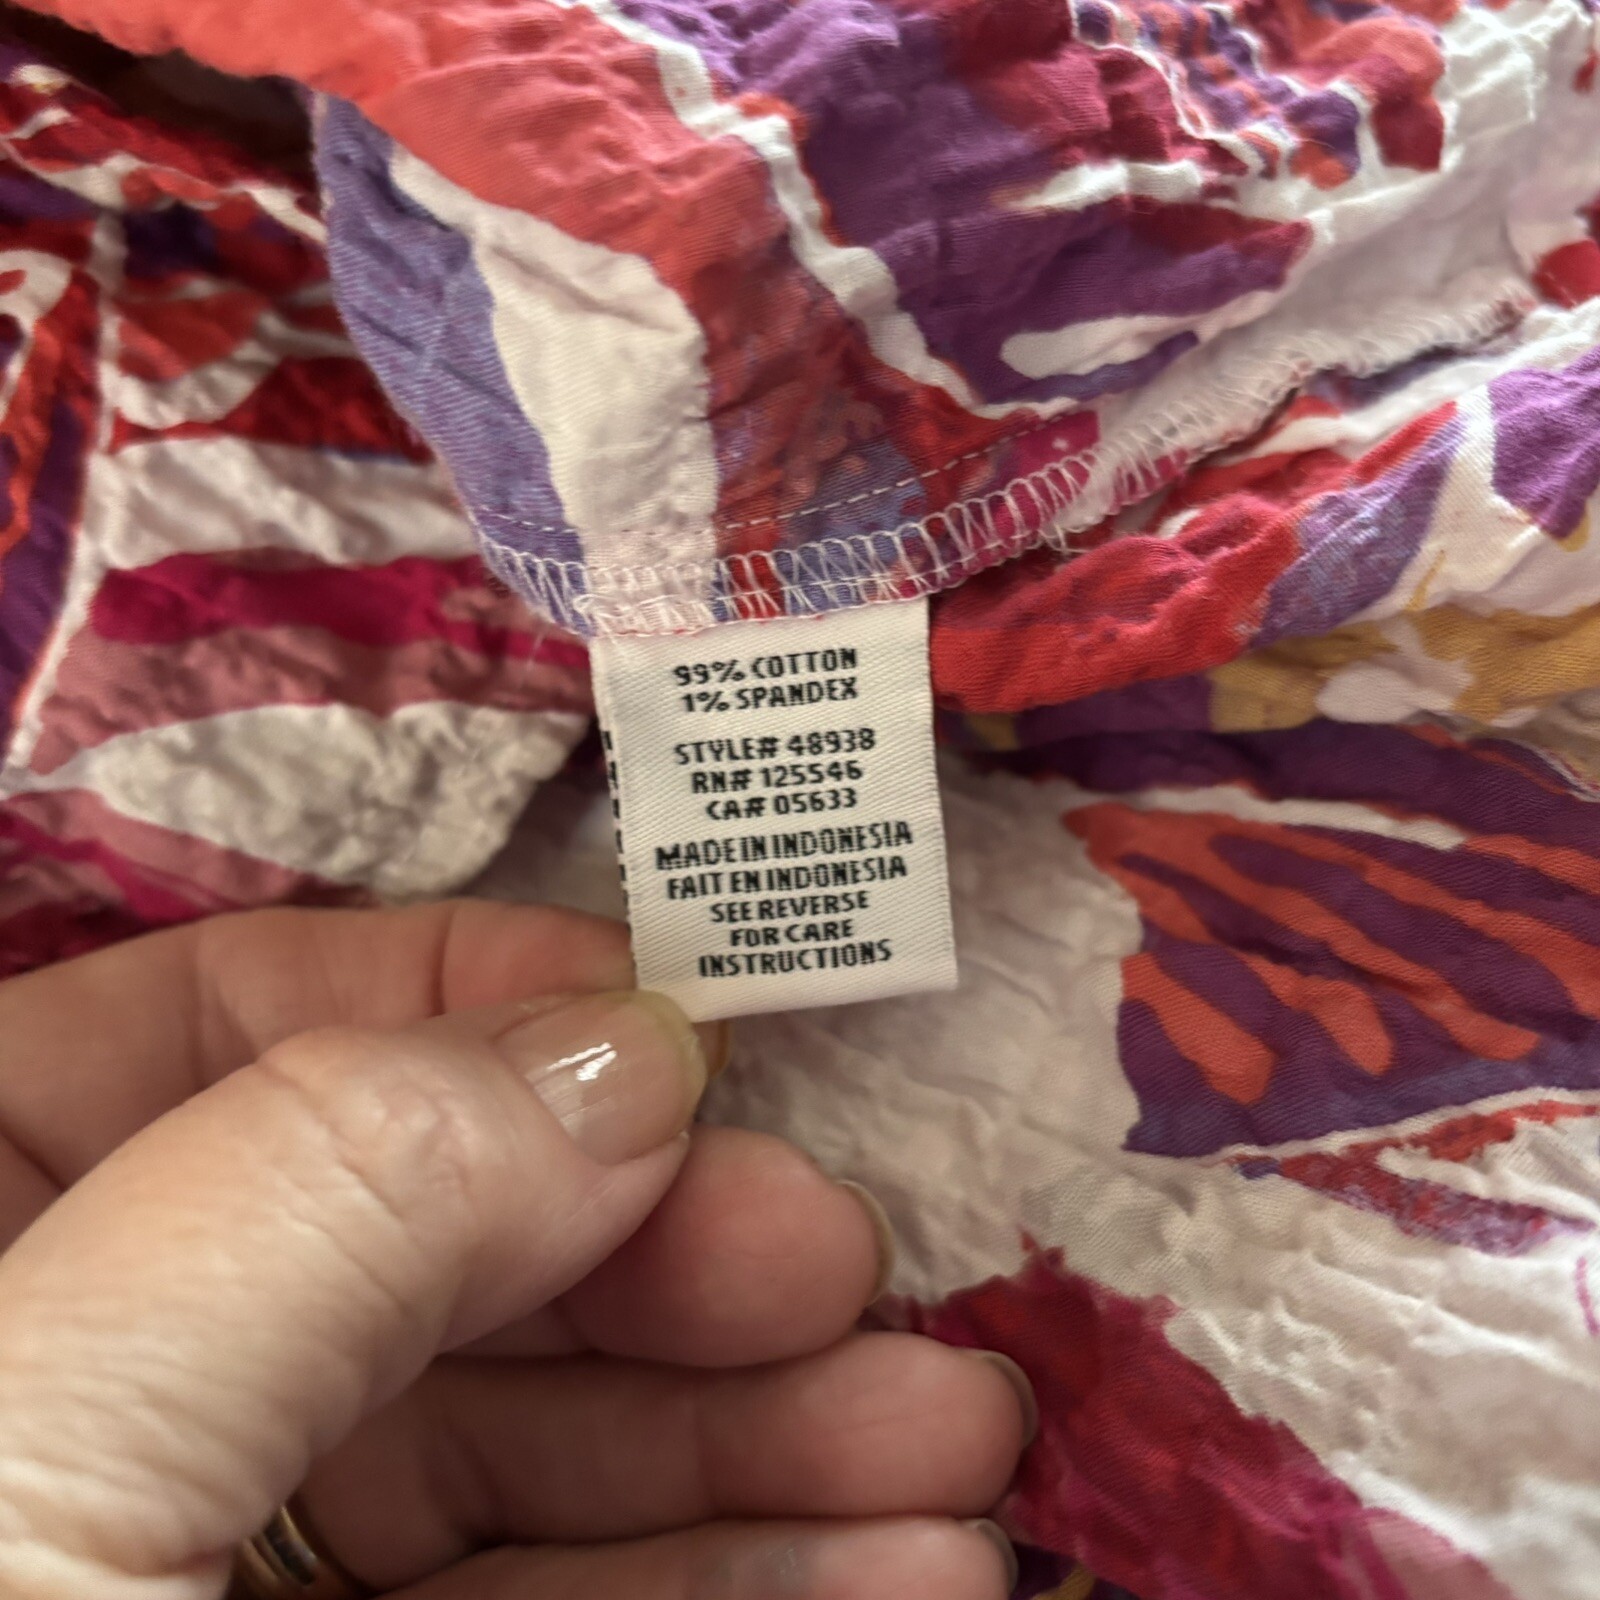 99% COTTON
1% SPANDEX
STYLE# 48938
RN# 125546
CA# 05633
MADE IN INDONESIA
FAIT EN INDONESIA
SEE REVERSE
FOR CARE
INSTRUCTIONS